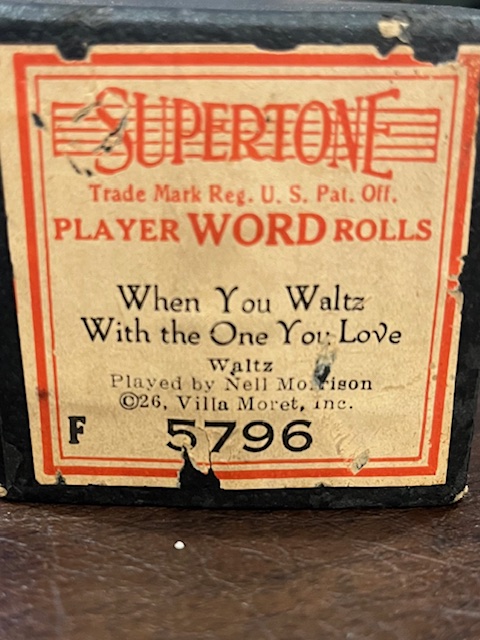 SUPERTONE
Trade Mark Reg. U. S. Pat. Off.
PLAYER WORD ROLLS
When You Waltz
With the One You Love
Waltz
Played by Nell Morrison
©26, Villa Moret, Inc.
F 5796